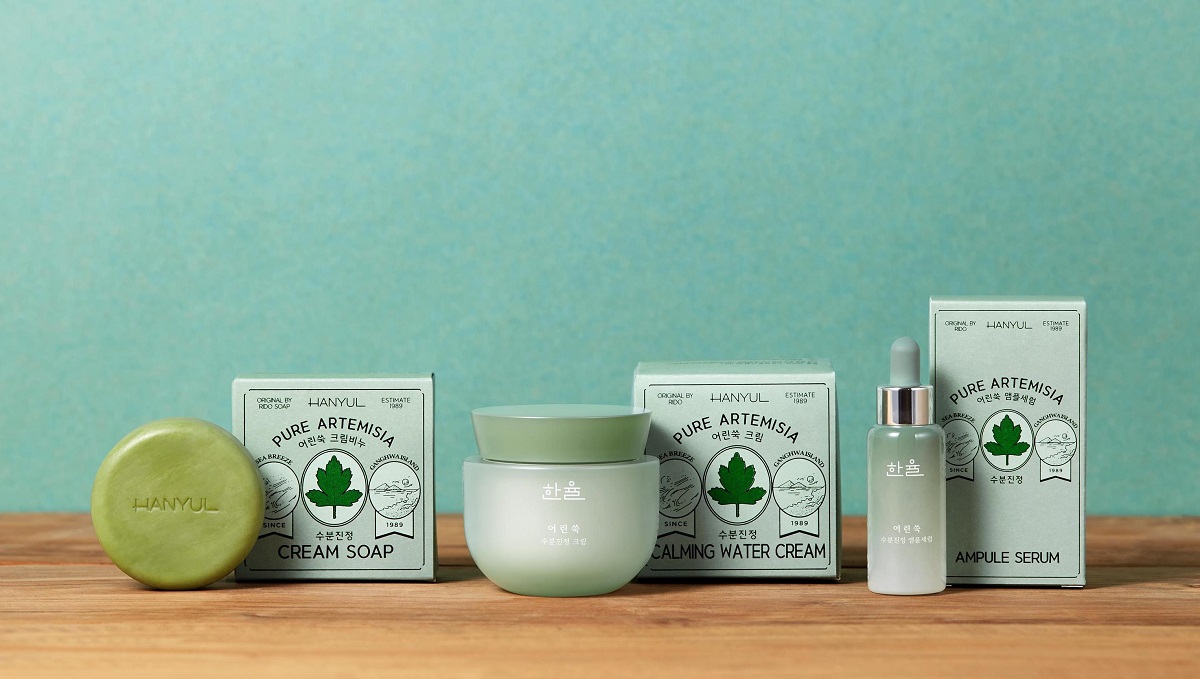 HANYUL
ORIGINAL BY
RIDO SOAP
HANYUL
ESTIMATE
1989
PURE ARTEMISIA
어린쑥 크림비누
SEA BREEZE
GANGHWA ISLAND
SINCE
1989
수분진정
CREAM SOAP
한율
어린쑥
수분진정 크림
ORIGINAL BY
RIDO
HANYUL
ESTIMATE
1989
PURE ARTEMISIA
어린쑥 크림
SEA BREEZE
GANGHWA ISLAND
SINCE
1989
수분진정
CALMING WATER CREAM
한율
어린쑥
수분진정 앰플세럼
ORIGINAL BY
RIDO
HANYUL
ESTIMATE
1989
PURE ARTEMISIA
어린쑥 앰플세럼
SEA BREEZE
GANGHWA ISLAND
SINCE
1989
수분진정
AMPULE SERUM